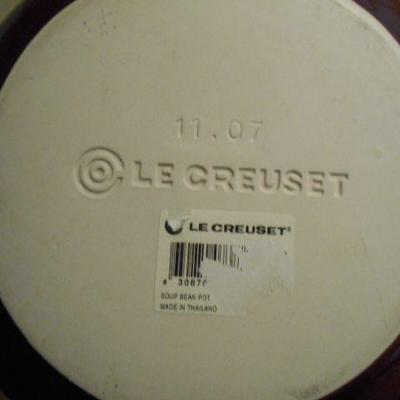 11.07
LE CREUSET
LE CREUSET®
SOUP BEAN POT
MADE IN THAILAND